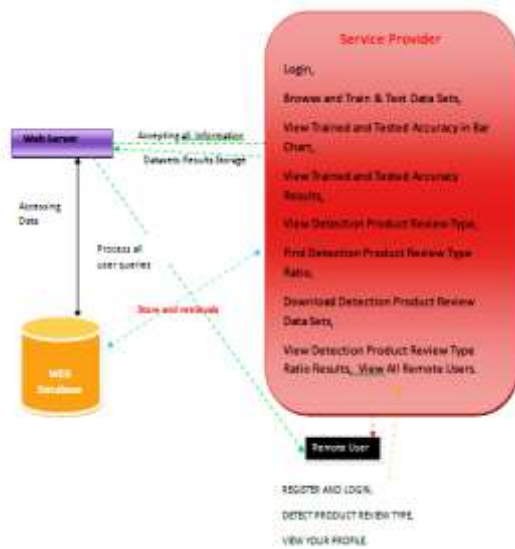 Service Provider
Login,
Browse and Train & Test Data Sets,
View Trained and Tested Accuracy in Bar
Chart,
View Trained and Tested Accuracy
Results,
View Detection Product Review Type,
Find Detection Product Review Type
Ratio,
Download Detection Product Review
Data Sets,
View Detection Product Review Type
Ratio Results, View All Remote Users.
Web Server
Accepting all Information
Datasets Results Storage
Accessing
Data
Process all
user queries
Store and retrievals
WEB
Database
Remote User
REGISTER AND LOGIN,
DETECT PRODUCT REVIEW TYPE,
VIEW YOUR PROFILE.